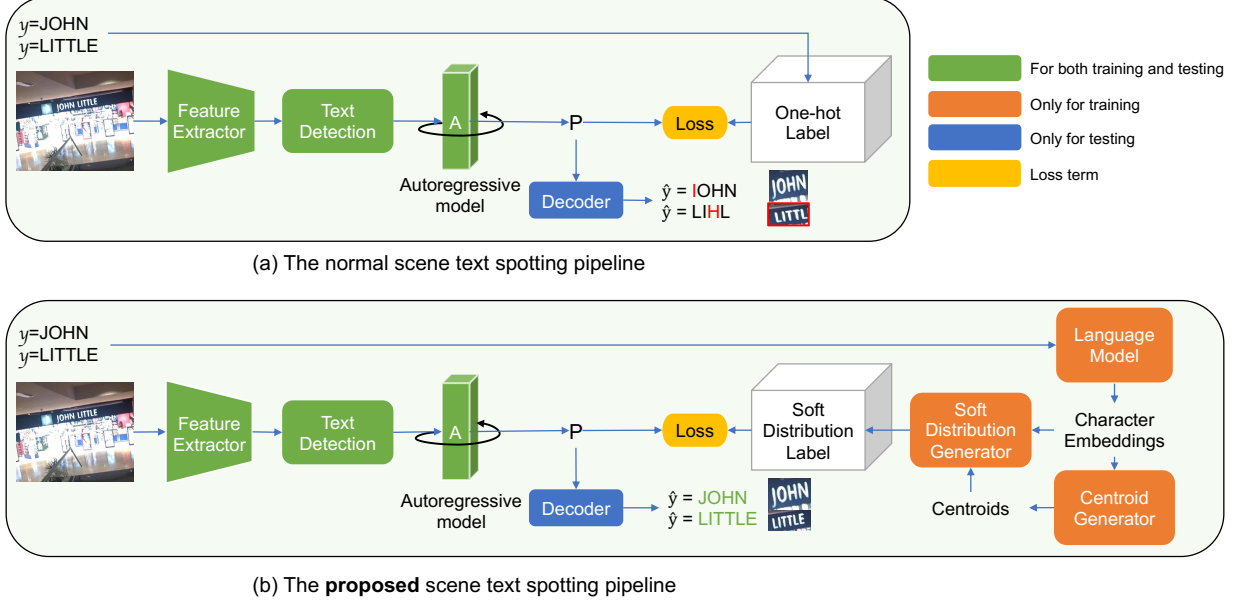 y=JOHN
y=LITTLE
JOHN LITTLE
Feature
Extractor
Text
Detection
A
Autoregressive
model
P
Loss
One-hot
Label
Decoder
ŷ = IOHN
ŷ = LIHL
JOHN
LITTL
For both training and testing
Only for training
Only for testing
Loss term
(a) The normal scene text spotting pipeline
y=JOHN
y=LITTLE
JOHN LITTLE
Feature
Extractor
Text
Detection
A
Autoregressive
model
P
Loss
Soft
Distribution
Label
Soft
Distribution
Generator
Language
Model
Character
Embeddings
Centroid
Generator
Centroids
Decoder
ŷ = JOHN
ŷ = LITTLE
JOHN
LITTLE
(b) The proposed scene text spotting pipeline